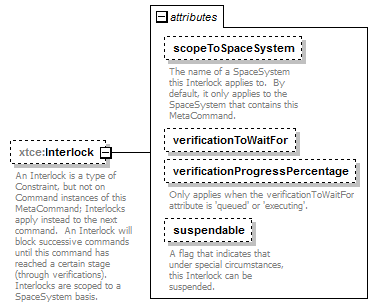 attributes
scopeToSpaceSystem
The name of a SpaceSystem
this Interlock applies to.  By
default, it only applies to the
SpaceSystem that contains this
MetaCommand.
verificationToWaitFor
verificationProgressPercentage
Only applies when the verificationToWaitFor
attribute is 'queued' or 'executing'.
suspendable
A flag that indicates that
under special circumstances,
this Interlock can be
suspended.
xtce:Interlock
An Interlock is a type of
Constraint, but not on
Command instances of this
MetaCommand; Interlocks
apply instead to the next
command.  An Interlock will
block successive commands
until this command has
reached a certain stage
(through verifications).
Interlocks are scoped to a
SpaceSystem basis.